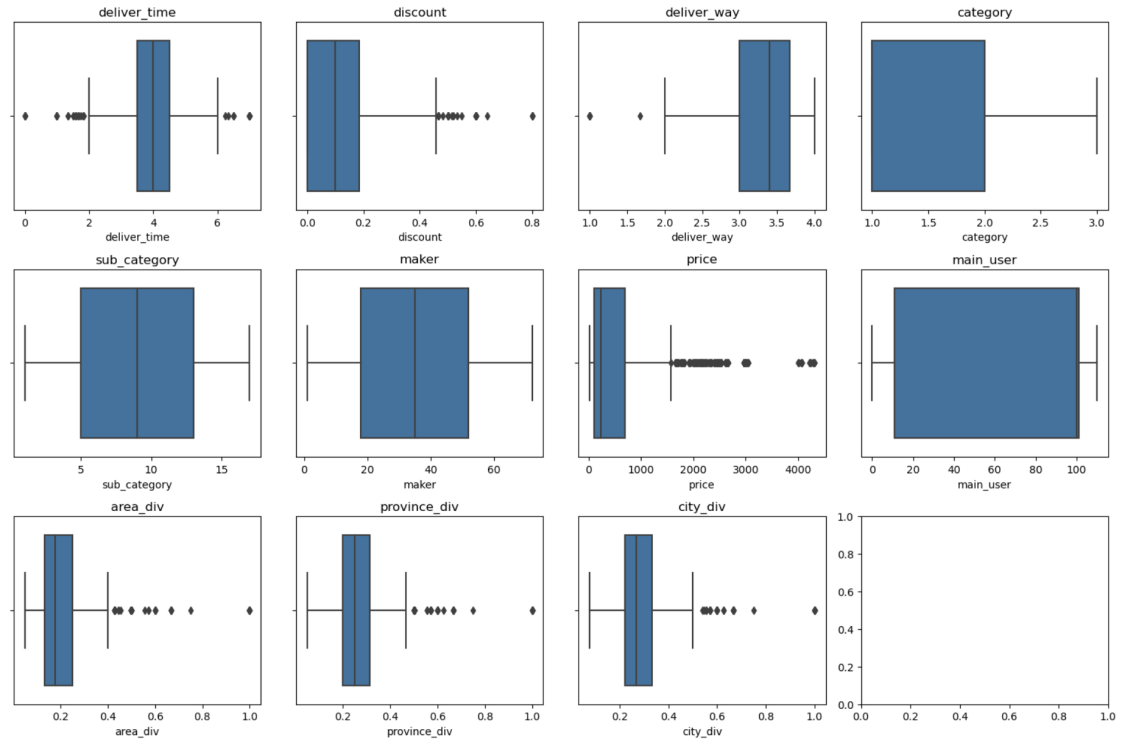 deliver_time discount deliver_way category
0 2 4 6 0.0 0.2 0.4 0.6 0.8 1.0 1.5 2.0 2.5 3.0 3.5 4.0 1.0 1.5 2.0 2.5 3.0
deliver_time discount deliver_way category
sub_category maker price main_user
5 10 15 0 20 40 60 0 1000 2000 3000 4000 0 20 40 60 80 100
sub_category maker price main_user
area_div province_div city_div
1.0
0.8
0.6
0.4
0.2
0.0
0.2 0.4 0.6 0.8 1.0 0.2 0.4 0.6 0.8 1.0 0.2 0.4 0.6 0.8 1.0 0.0 0.2 0.4 0.6 0.8 1.0
area_div province_div city_div